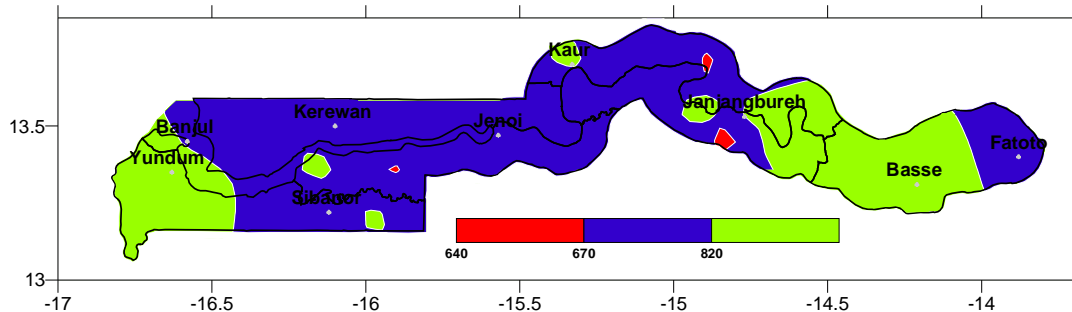 Kaur
Janjangbureh
Kerewan
Jenoi
Banjul
13.5
Fatoto
Yundum
Basse
Sibanor
640 670 820
13
-17 -16.5 -16 -15.5 -15 -14.5 -14